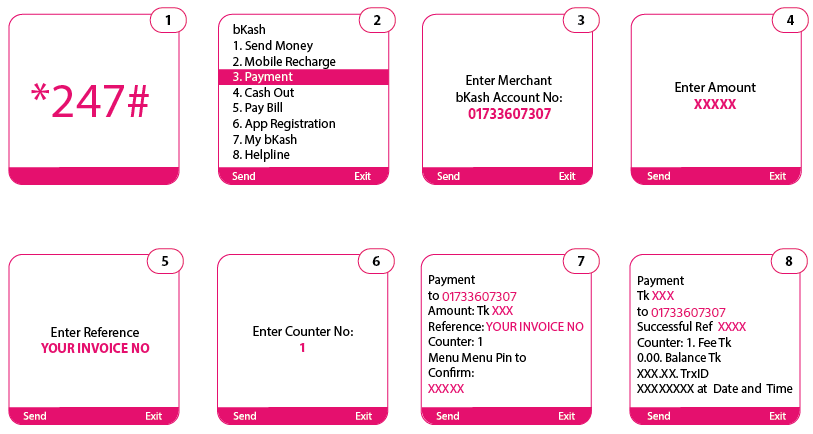 1
*247#
2
bKash
1. Send Money
2. Mobile Recharge
3. Payment
4. Cash Out
5. Pay Bill
6. App Registration
7. My bKash
8. Helpline
Send Exit
3
Enter Merchant
bKash Account No:
01733607307
Send Exit
4
Enter Amount
XXXXX
Send Exit
5
Enter Reference
YOUR INVOICE NO
Send Exit
6
Enter Counter No:
1
Send Exit
7
Payment
to 01733607307
Amount: Tk XXX
Reference: YOUR INVOICE NO
Counter: 1
Menu Menu Pin to
Confirm:
XXXXX
Send Exit
8
Payment
Tk XXX
to 01733607307
Successful Ref XXXX
Counter: 1. Fee Tk
0.00. Balance Tk
XXX.XX. TrxID
XXXXXXXX at Date and Time
Send Exit